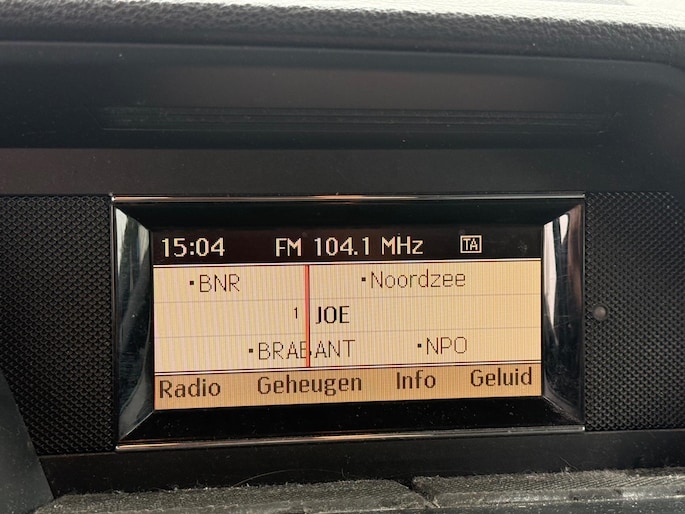 15:04 FM 104.1 MHz TA
BNR Noordzee
1 JOE
BRABANT NPO
Radio Geheugen Info Geluid